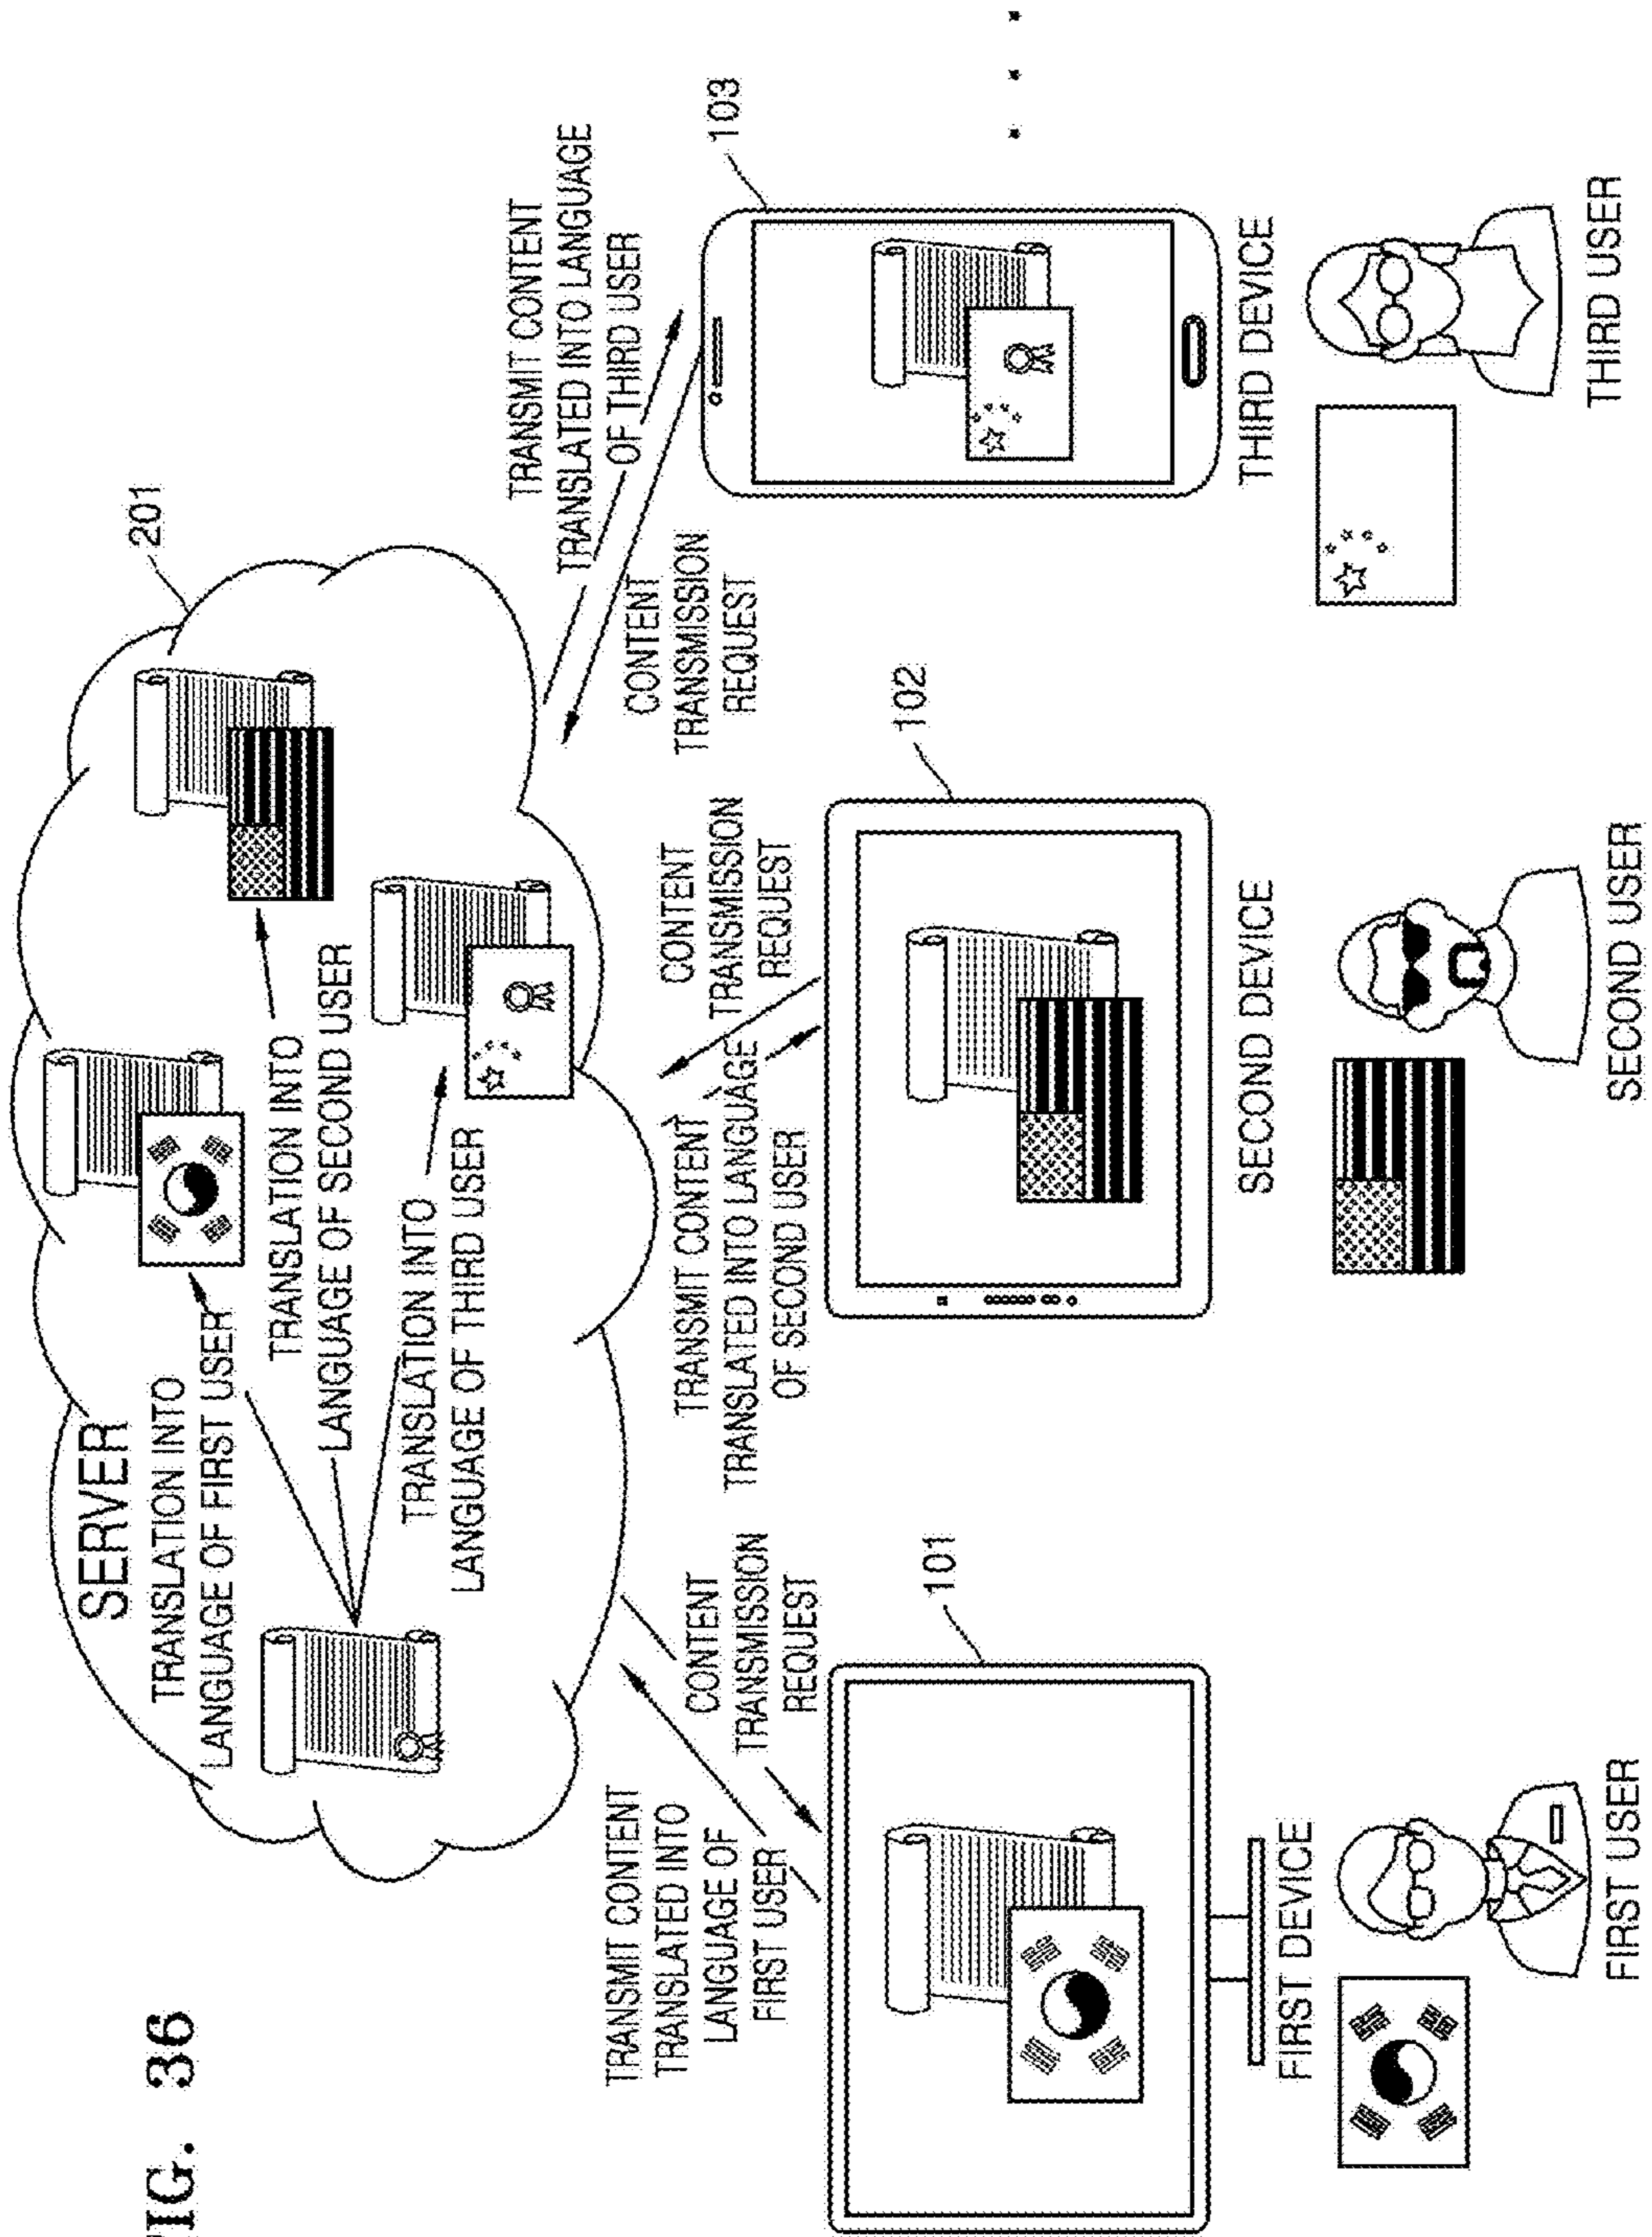 FIG. 36
SERVER
201
TRANSLATION INTO
LANGUAGE OF FIRST USER
TRANSLATION INTO
LANGUAGE OF SECOND USER
TRANSLATION INTO
LANGUAGE OF THIRD USER
TRANSMIT CONTENT
TRANSLATED INTO
LANGUAGE OF
FIRST USER
CONTENT
TRANSMISSION
REQUEST
TRANSMIT CONTENT
TRANSLATED INTO LANGUAGE
OF SECOND USER
CONTENT
TRANSMISSION
REQUEST
CONTENT
TRANSMISSION
REQUEST
TRANSMIT CONTENT
TRANSLATED INTO LANGUAGE
OF THIRD USER
101
102
103
FIRST DEVICE
SECOND DEVICE
THIRD DEVICE
FIRST USER
SECOND USER
THIRD USER